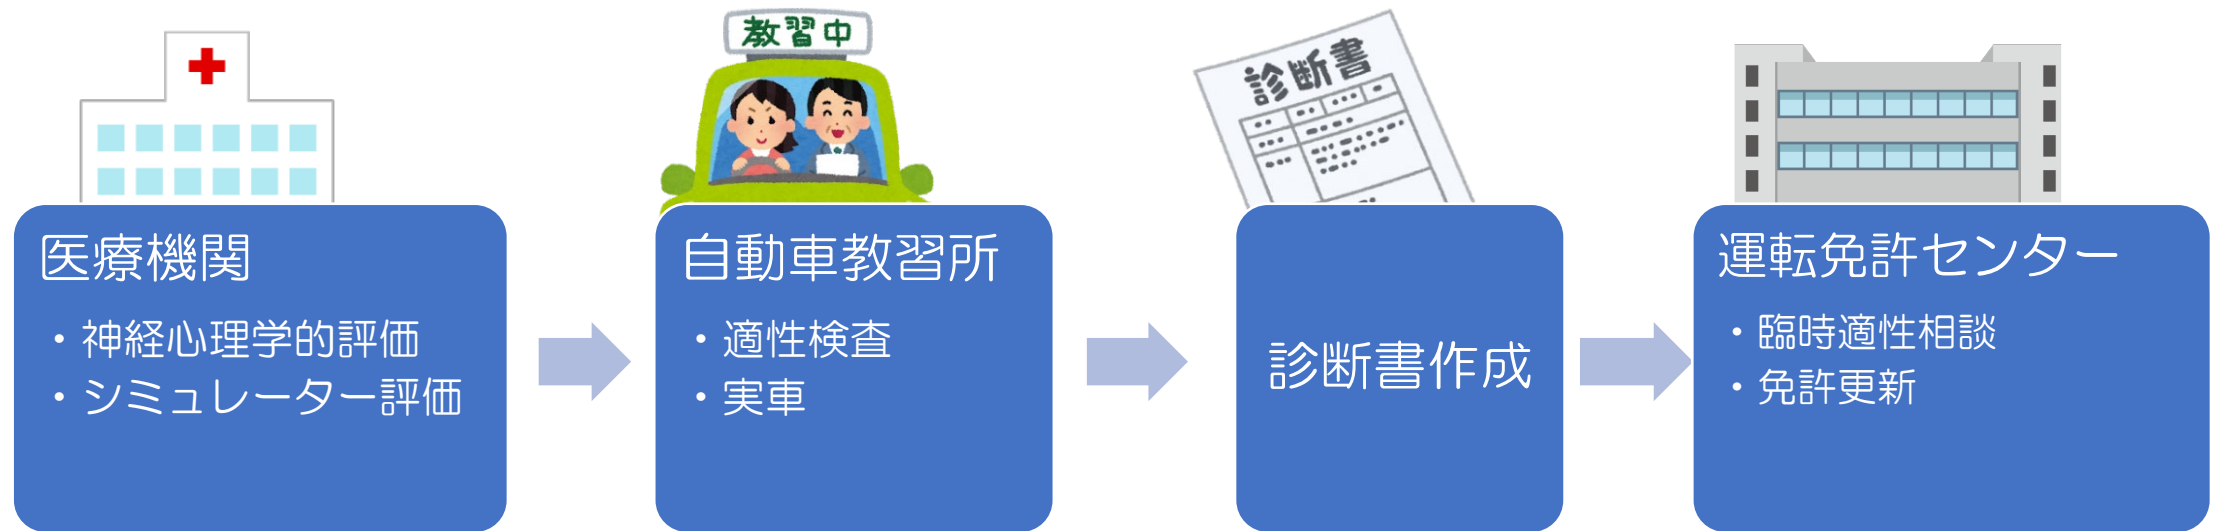 教習中
診断書
医療機関
・神経心理学的評価
・シミュレーター評価
自動車教習所
・適性検査
・実車
診断書作成
運転免許センター
・臨時適性相談
・免許更新